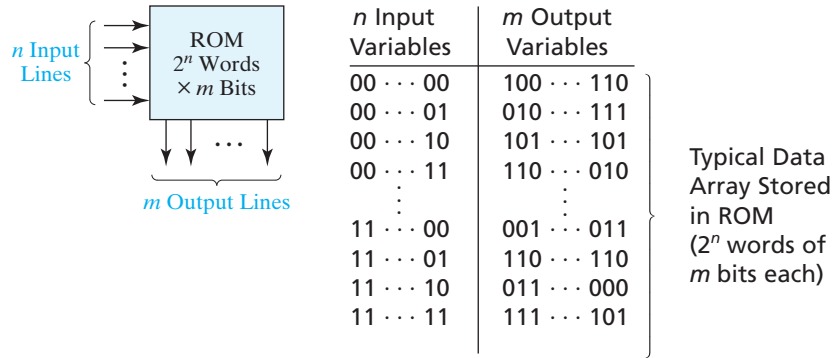 n Input
Lines
ROM
2ⁿ Words
× m Bits
m Output Lines
n Input m Output
Variables Variables
00 ··· 00 100 ··· 110
00 ··· 01 010 ··· 111
00 ··· 10 101 ··· 101
00 ··· 11 110 ··· 010
11 ··· 00 001 ··· 011
11 ··· 01 110 ··· 110
11 ··· 10 011 ··· 000
11 ··· 11 111 ··· 101
Typical Data
Array Stored
in ROM
(2ⁿ words of
m bits each)